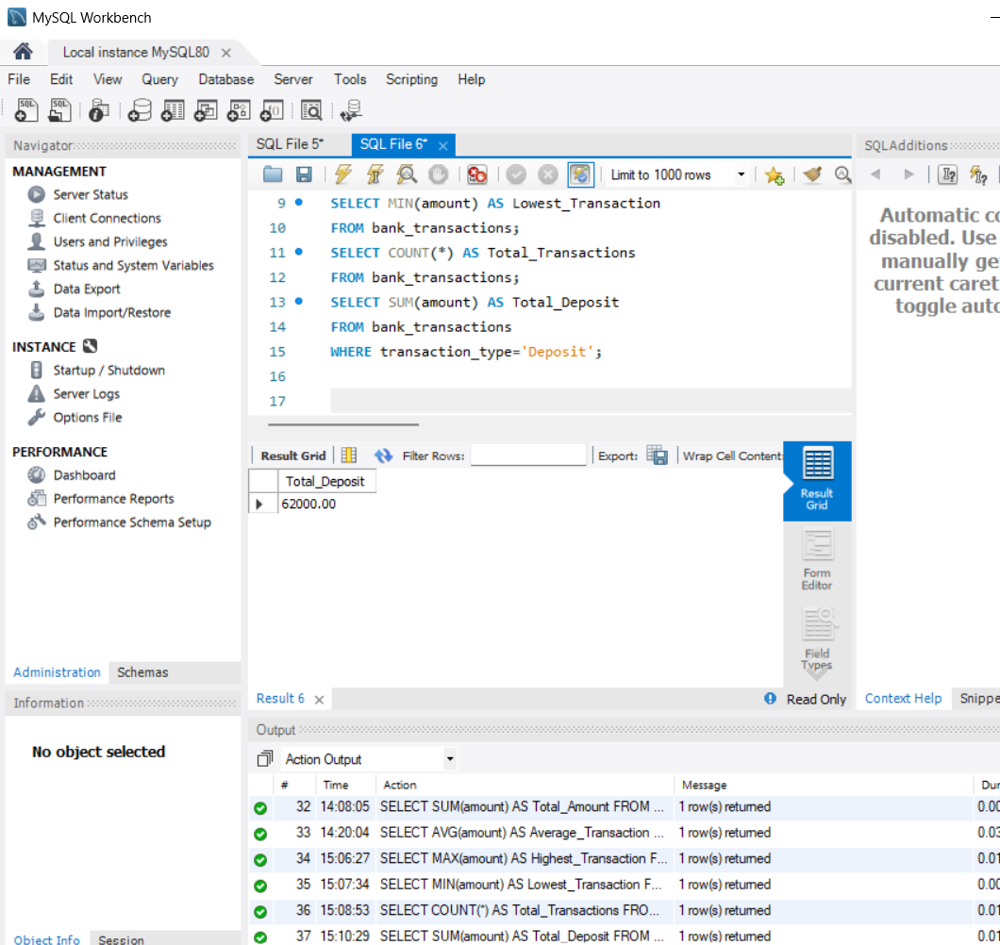 MySQL Workbench
Local instance MySQL80
File Edit View Query Database Server Tools Scripting Help
Navigator
MANAGEMENT
Server Status
Client Connections
Users and Privileges
Status and System Variables
Data Export
Data Import/Restore
INSTANCE
Startup / Shutdown
Server Logs
Options File
PERFORMANCE
Dashboard
Performance Reports
Performance Schema Setup
Administration Schemas
Information
No object selected
Object Info Session
SQL File 5* SQL File 6*
Limit to 1000 rows
9 SELECT MIN(amount) AS Lowest_Transaction
10 FROM bank_transactions;
11 SELECT COUNT(*) AS Total_Transactions
12 FROM bank_transactions;
13 SELECT SUM(amount) AS Total_Deposit
14 FROM bank_transactions
15 WHERE transaction_type='Deposit';
16
17
Result Grid Filter Rows: Export: Wrap Cell Content:
Total_Deposit
62000.00
Result Grid
Form Editor
Field Types
Result 6 Read Only
SQLAdditions
Automatic co
disabled. Use
manually ge
current caret
toggle auto
Context Help Snippe
Output
Action Output
# Time Action Message Dur
32 14:08:05 SELECT SUM(amount) AS Total_Amount FROM ... 1 row(s) returned 0.00
33 14:20:04 SELECT AVG(amount) AS Average_Transaction ... 1 row(s) returned 0.03
34 15:06:27 SELECT MAX(amount) AS Highest_Transaction F... 1 row(s) returned 0.01
35 15:07:34 SELECT MIN(amount) AS Lowest_Transaction F... 1 row(s) returned 0.00
36 15:08:53 SELECT COUNT(*) AS Total_Transactions FRO... 1 row(s) returned 0.01
37 15:10:29 SELECT SUM(amount) AS Total_Deposit FROM ... 1 row(s) returned 0.01